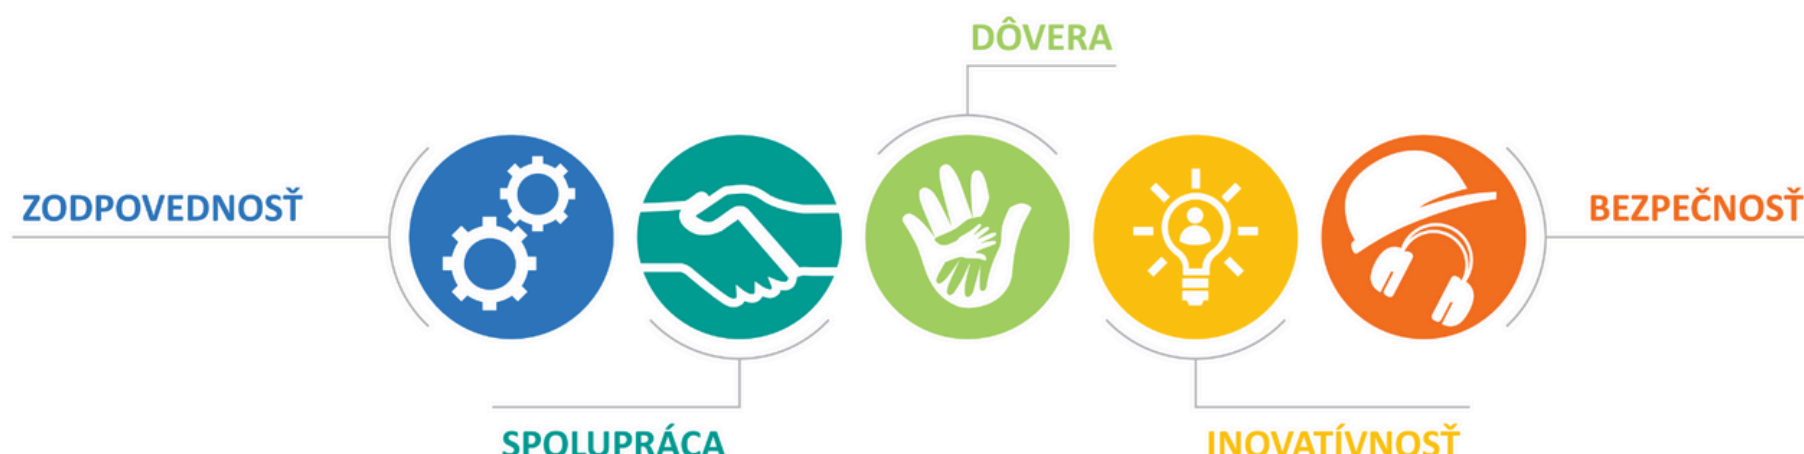 DÔVERA
ZODPOVEDNOSŤ
BEZPEČNOSŤ
SPOLUPRÁCA
INOVATÍVNOSŤ